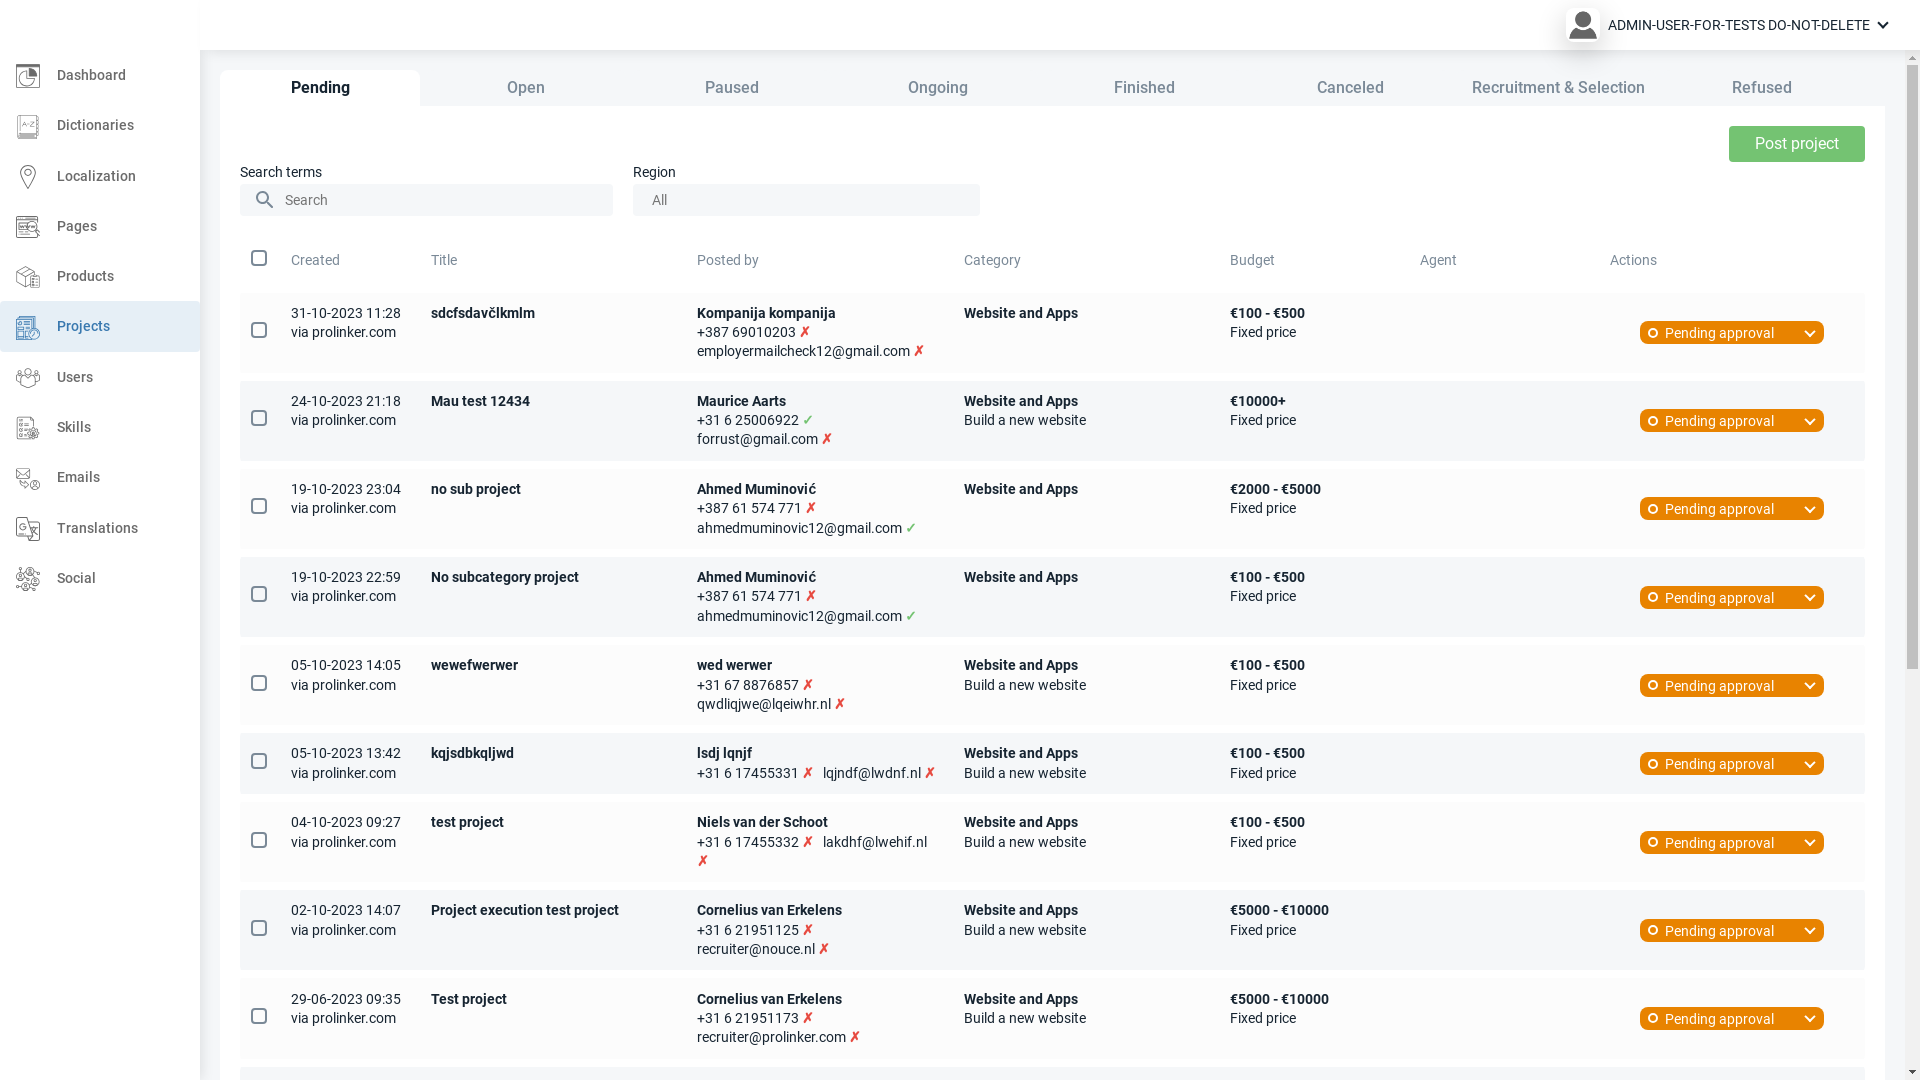 ADMIN-USER-FOR-TESTS DO-NOT-DELETE
Dashboard
Dictionaries
Localization
Pages
Products
Projects
Users
Skills
Emails
Translations
Social
Pending Open Paused Ongoing Finished Canceled Recruitment & Selection Refused
Post project
Search terms Region
Search All
Created Title Posted by Category Budget Agent Actions
31-10-2023 11:28 sdcfsdavčlkmlm Kompanija kompanija Website and Apps €100 - €500
via prolinker.com +387 69010203 ✗ Fixed price Pending approval
employermailcheck12@gmail.com ✗
24-10-2023 21:18 Mau test 12434 Maurice Aarts Website and Apps €10000+
via prolinker.com +31 6 25006922 ✓ Build a new website Fixed price Pending approval
forrust@gmail.com ✗
19-10-2023 23:04 no sub project Ahmed Muminović Website and Apps €2000 - €5000
via prolinker.com +387 61 574 771 ✗ Fixed price Pending approval
ahmedmuminovic12@gmail.com ✓
19-10-2023 22:59 No subcategory project Ahmed Muminović Website and Apps €100 - €500
via prolinker.com +387 61 574 771 ✗ Fixed price Pending approval
ahmedmuminovic12@gmail.com ✓
05-10-2023 14:05 wewefwerwer wed werwer Website and Apps €100 - €500
via prolinker.com +31 67 8876857 ✗ Build a new website Fixed price Pending approval
qwdliqjwe@lqeiwhr.nl ✗
05-10-2023 13:42 kqjsdbkqljwd lsdj lqnjf Website and Apps €100 - €500
via prolinker.com +31 6 17455331 ✗ lqjndf@lwdnf.nl ✗ Build a new website Fixed price Pending approval
04-10-2023 09:27 test project Niels van der Schoot Website and Apps €100 - €500
via prolinker.com +31 6 17455332 ✗ lakdhf@lwehif.nl Build a new website Fixed price Pending approval
✗
02-10-2023 14:07 Project execution test project Cornelius van Erkelens Website and Apps €5000 - €10000
via prolinker.com +31 6 21951125 ✗ Build a new website Fixed price Pending approval
recruiter@nouce.nl ✗
29-06-2023 09:35 Test project Cornelius van Erkelens Website and Apps €5000 - €10000
via prolinker.com +31 6 21951173 ✗ Build a new website Fixed price Pending approval
recruiter@prolinker.com ✗